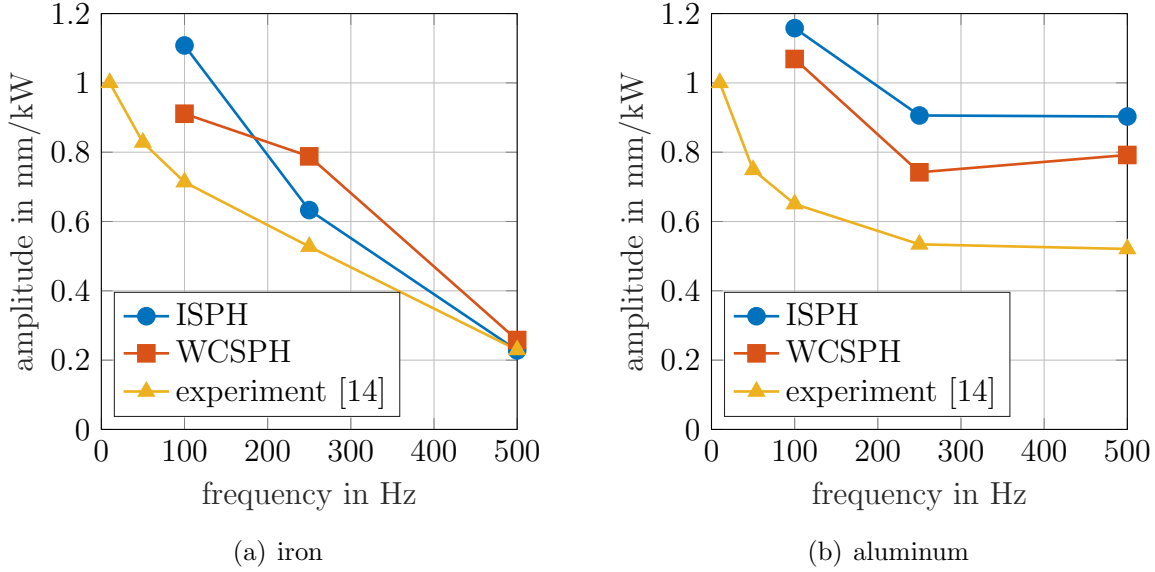 1.2
1
0.8
0.6
0.4
0.2
0
amplitude in mm/kW
ISPH
WCSPH
experiment [14]
0 100 200 300 400 500
frequency in Hz
(a) iron
1.2
1
0.8
0.6
0.4
0.2
0
amplitude in mm/kW
ISPH
WCSPH
experiment [14]
0 100 200 300 400 500
frequency in Hz
(b) aluminum